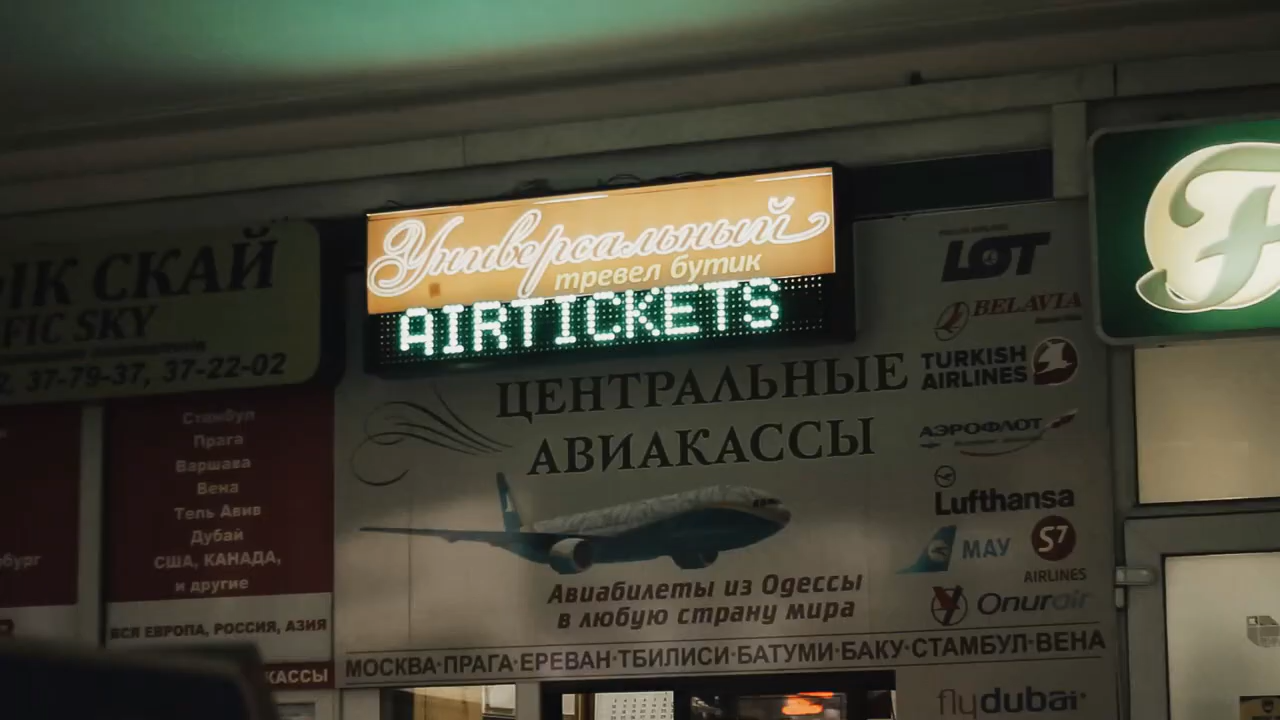 ІК СКАЙ
FIC SKY
37-79-37, 37-22-02
Стамбул
Прага
Варшава
Вена
Тель Авив
Дубай
США, КАНАДА,
и другие
ВСЯ ЕВРОПА, РОССИЯ, АЗИЯ
КАССЫ
Универсальный
тревел бутик
AIRTICKETS
ЦЕНТРАЛЬНЫЕ
АВИАКАССЫ
Авиабилеты из Одессы
в любую страну мира
МОСКВА·ПРАГА·ЕРЕВАН·ТБИЛИСИ·БАТУМИ·БАКУ·СТАМБУЛ·ВЕНА
LOT
BELAVIA
TURKISH
AIRLINES
АЭРОФЛОТ
Lufthansa
МАУ
S7
AIRLINES
Onurair
flydubai